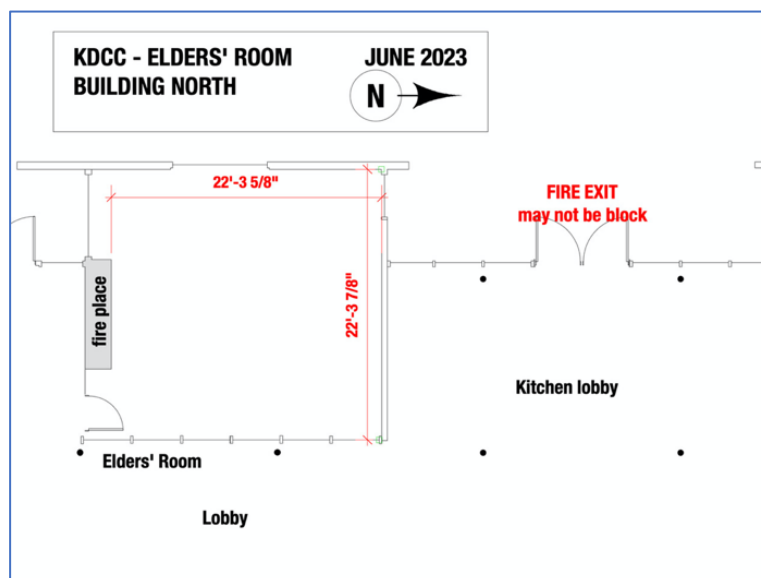 KDCC - ELDERS' ROOM JUNE 2023
BUILDING NORTH
N
22'-3 5/8"
FIRE EXIT
may not be block
22'-3 7/8"
fire place
Kitchen lobby
Elders' Room
Lobby